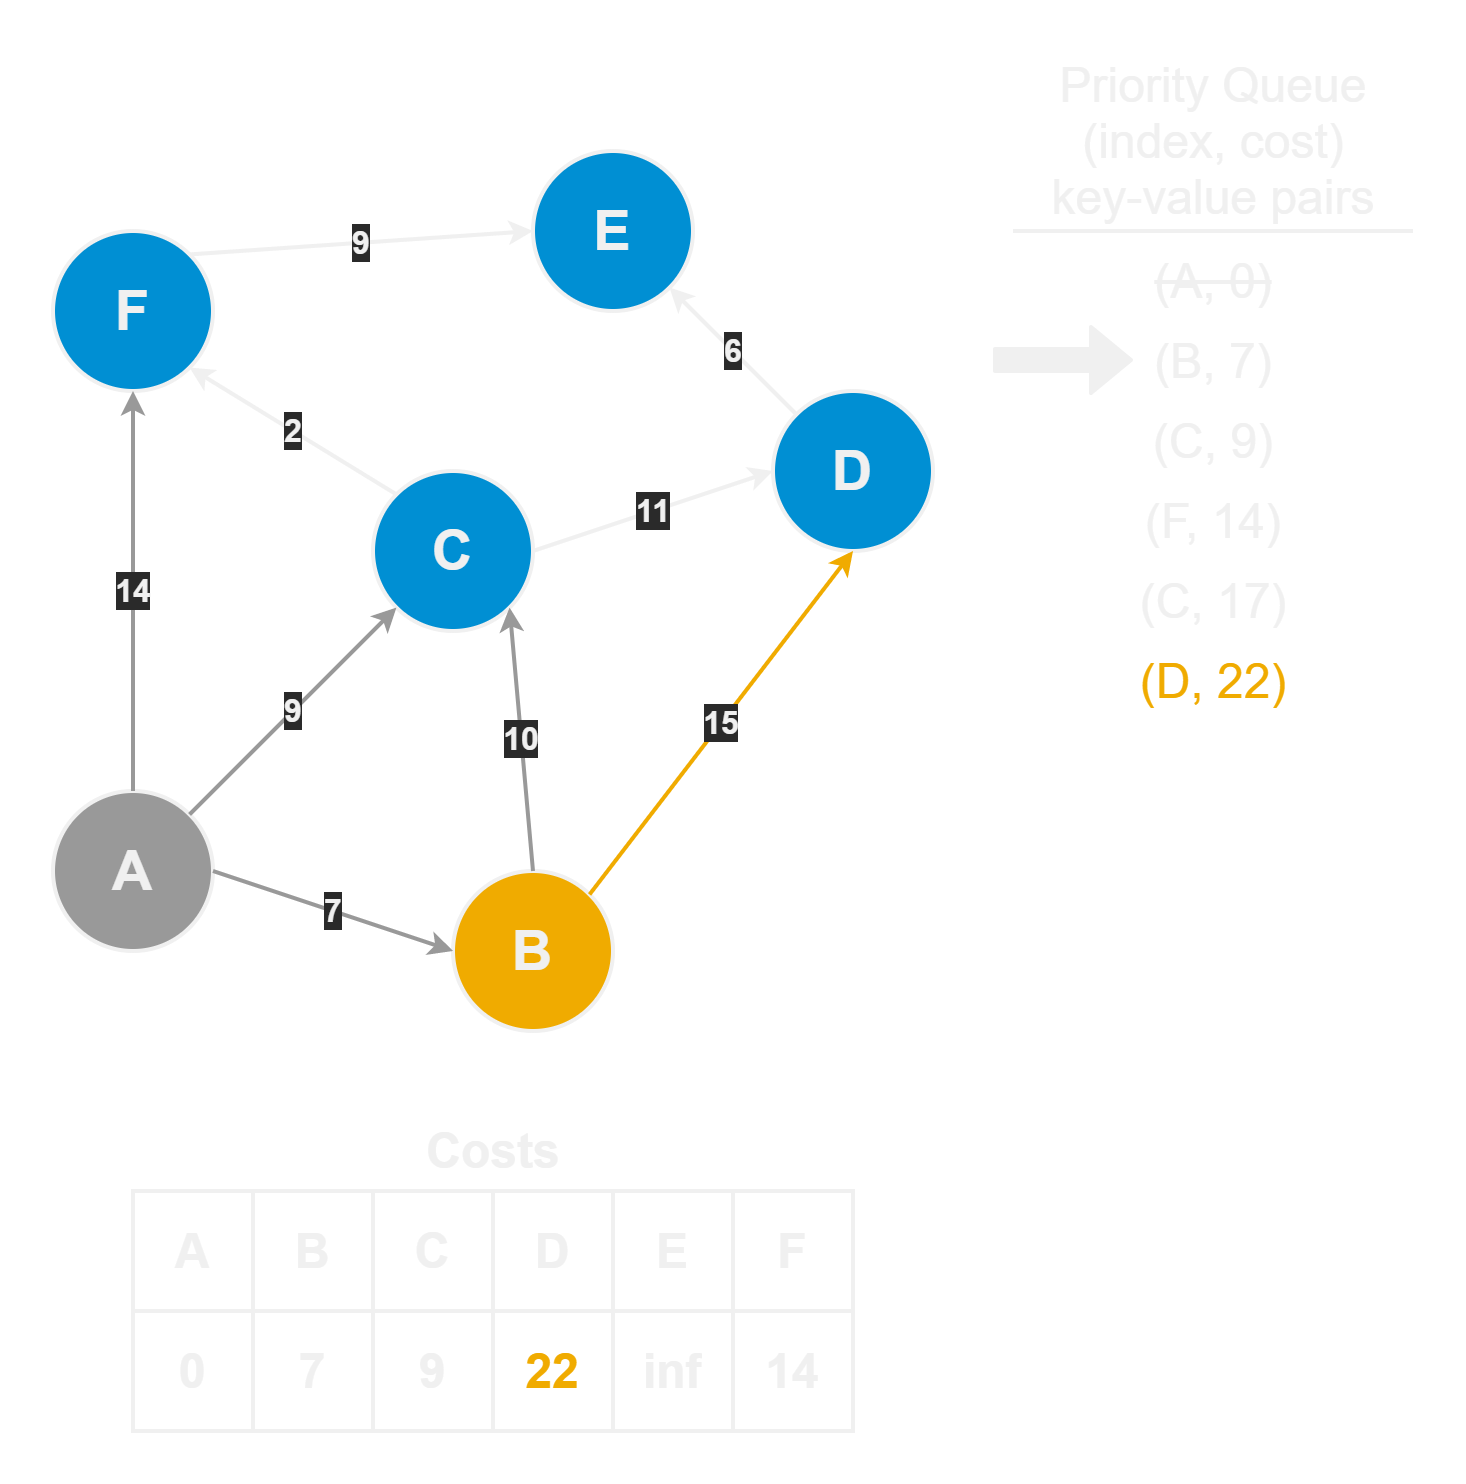 Priority Queue
(index, cost)
key-value pairs
(A, 0)
(B, 7)
(C, 9)
(F, 14)
(C, 17)
(D, 22)
E
9
F
6
2
D
11
C
14
9
15
10
A
7
B
Costs
A B C D E F
0 7 9 22 inf 14